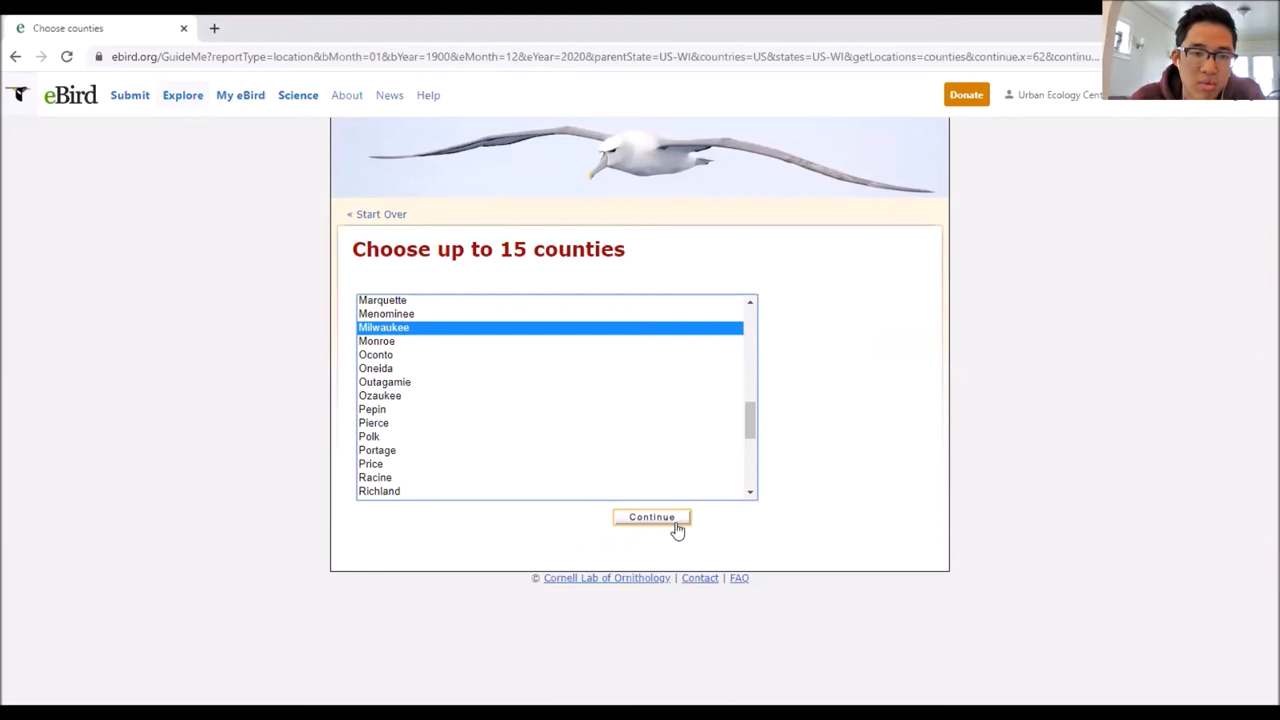 Choose counties
ebird.org/GuideMe?reportType=location&bMonth=01&bYear=1900&eMonth=12&eYear=2020&parentState=US-WI&countries=US&states=US-WI&getLocations=counties&continue.x=62&continu...
eBird Submit Explore My eBird Science About News Help Donate Urban Ecology Cent
« Start Over
Choose up to 15 counties
Marquette
Menominee
Milwaukee
Monroe
Oconto
Oneida
Outagamie
Ozaukee
Pepin
Pierce
Polk
Portage
Price
Racine
Richland
Continue
© Cornell Lab of Ornithology | Contact | FAQ